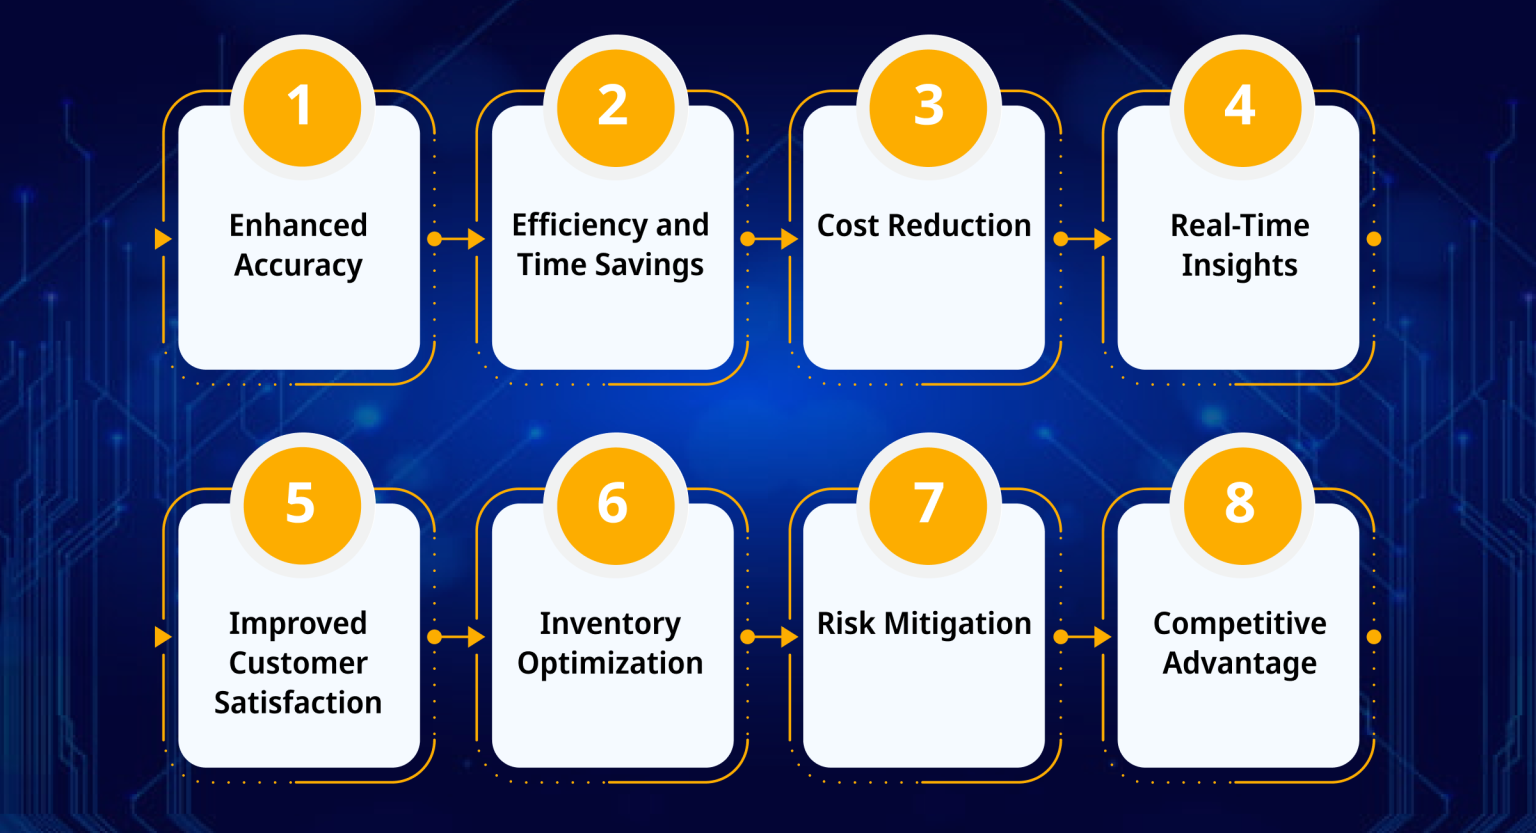 1
Enhanced
Accuracy
2
Efficiency and
Time Savings
3
Cost Reduction
4
Real-Time
Insights
5
Improved
Customer
Satisfaction
6
Inventory
Optimization
7
Risk Mitigation
8
Competitive
Advantage